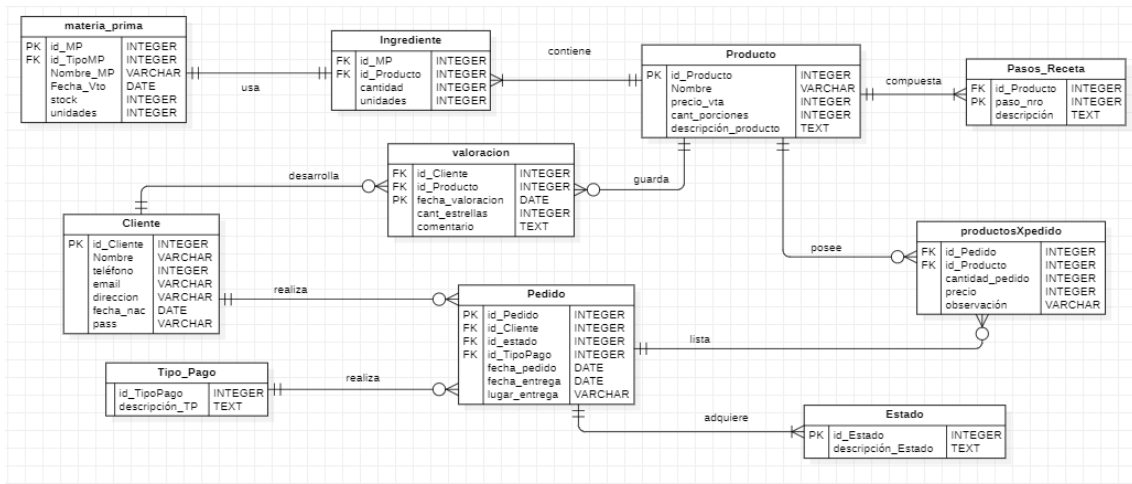 materia_prima
PK id_MP INTEGER
FK id_TipoMP INTEGER
Nombre_MP VARCHAR
Fecha_Vto DATE
stock INTEGER
unidades INTEGER
usa
Ingrediente
FK id_MP INTEGER
FK id_Producto INTEGER
cantidad INTEGER
unidades INTEGER
contiene
Producto
PK id_Producto INTEGER
Nombre VARCHAR
precio_vta INTEGER
cant_porciones INTEGER
descripción_producto TEXT
compuesta
Pasos_Receta
FK id_Producto INTEGER
PK paso_nro INTEGER
descripción TEXT
desarrolla
valoracion
FK id_Cliente INTEGER
FK id_Producto INTEGER
PK fecha_valoracion DATE
cant_estrellas INTEGER
comentario TEXT
guarda
Cliente
PK id_Cliente INTEGER
Nombre VARCHAR
teléfono INTEGER
email VARCHAR
direccion VARCHAR
fecha_nac DATE
pass VARCHAR
realiza
posee
productosXpedido
FK id_Pedido INTEGER
FK id_Producto INTEGER
cantidad_pedido INTEGER
precio INTEGER
observación VARCHAR
Pedido
PK id_Pedido INTEGER
FK id_Cliente INTEGER
FK id_estado INTEGER
FK id_TipoPago INTEGER
fecha_pedido DATE
fecha_entrega DATE
lugar_entrega VARCHAR
lista
Tipo_Pago
id_TipoPago INTEGER
descripción_TP TEXT
realiza
adquiere
Estado
PK id_Estado INTEGER
descripción_Estado TEXT